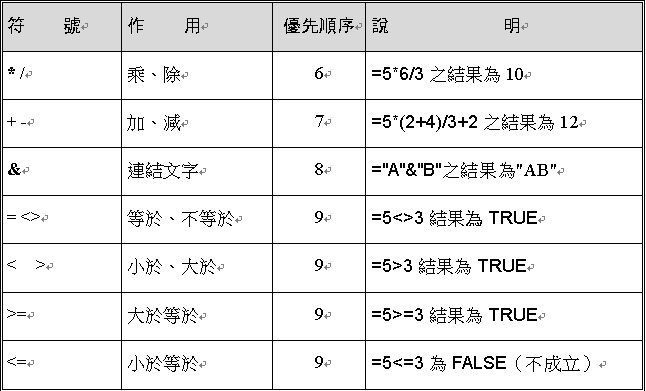 符 號 作 用 優先順序 說 明
* / 乘、除 6 =5*6/3 之結果為 10
+ - 加、減 7 =5*(2+4)/3+2 之結果為 12
& 連結文字 8 ="A"&"B"之結果為"AB"
= <> 等於、不等於 9 =5<>3 結果為 TRUE
< > 小於、大於 9 =5>3 結果為 TRUE
>= 大於等於 9 =5>=3 結果為 TRUE
<= 小於等於 9 =5<=3 為 FALSE（不成立）